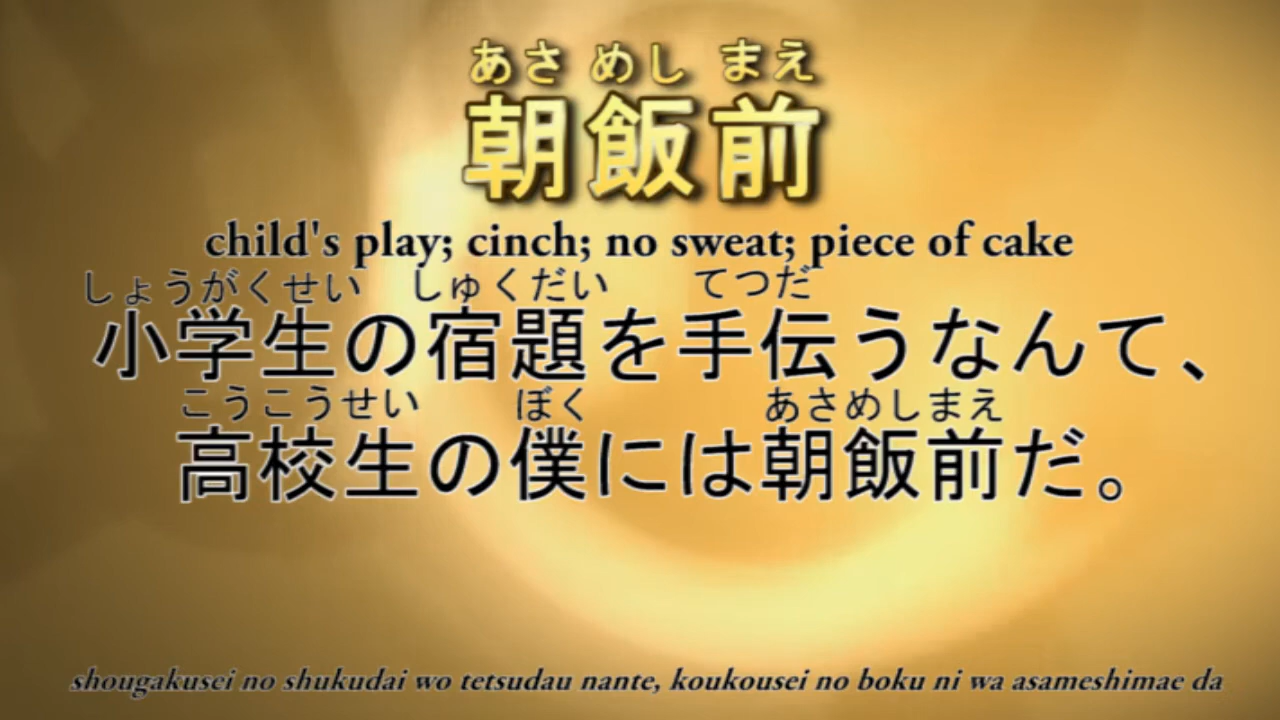 あさ めし まえ
朝飯前
child's play; cinch; no sweat; piece of cake
しょうがくせい しゅくだい てつだ
小学生の宿題を手伝うなんて、
こうこうせい ぼく あさめしまえ
高校生の僕には朝飯前だ。
shougakusei no shukudai wo tetsudau nante, koukousei no boku ni wa asameshimae da